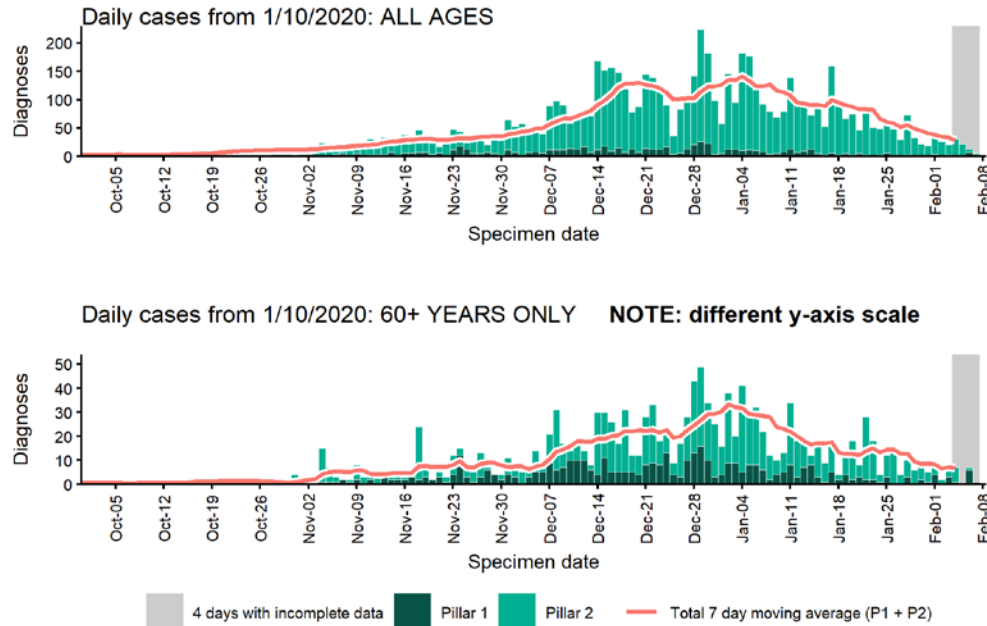 Daily cases from 1/10/2020: ALL AGES
200
150
100
50
0
Diagnoses
Oct-05 Oct-12 Oct-19 Oct-26 Nov-02 Nov-09 Nov-16 Nov-23 Nov-30 Dec-07 Dec-14 Dec-21 Dec-28 Jan-04 Jan-11 Jan-18 Jan-25 Feb-01 Feb-08
Specimen date
Daily cases from 1/10/2020: 60+ YEARS ONLY NOTE: different y-axis scale
50
40
30
20
10
0
Diagnoses
Oct-05 Oct-12 Oct-19 Oct-26 Nov-02 Nov-09 Nov-16 Nov-23 Nov-30 Dec-07 Dec-14 Dec-21 Dec-28 Jan-04 Jan-11 Jan-18 Jan-25 Feb-01 Feb-08
Specimen date
4 days with incomplete data Pillar 1 Pillar 2 Total 7 day moving average (P1 + P2)